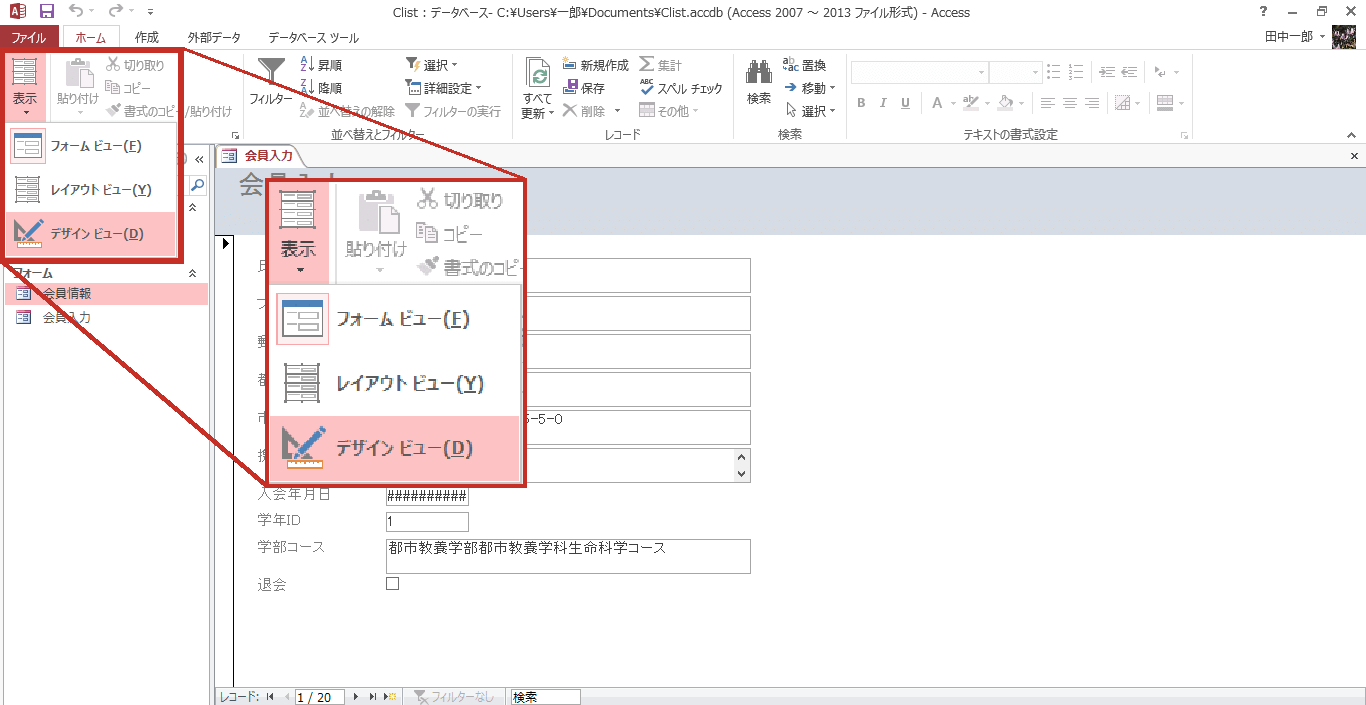 Clist : データベース- C:¥Users¥一郎¥Documents¥Clist.accdb (Access 2007 ～ 2013 ファイル形式) - Access
ファイル ホーム 作成 外部データ データベース ツール 田中一郎
表示 貼り付け 切り取り コピー 書式のコピー/貼り付け
フィルター 昇順 降順 並べ替えの解除 選択 詳細設定 フィルターの実行
並べ替えとフィルター
すべて更新 新規作成 保存 削除 集計 スペル チェック その他
レコード
検索 置換 移動 選択
検索
B I U A
テキストの書式設定
フォーム ビュー(F)
レイアウト ビュー(Y)
デザイン ビュー(D)
フォーム
会員情報
会員入力
会員入力
表示 貼り付け 切り取り
コピー
書式のコピ
フォーム ビュー(F)
レイアウト ビュー(Y)
デザイン ビュー(D)
5-5-0
入会年月日 ##########
学年ID 1
学部コース 都市教養学部都市教養学科生命科学コース
退会
レコード: 1 / 20 フィルターなし 検索